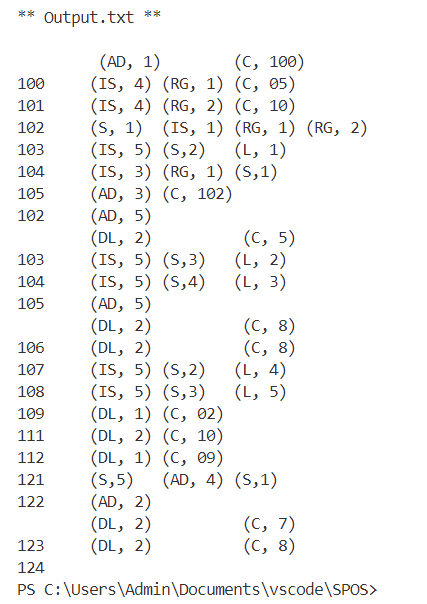 ** Output.txt **
(AD, 1) (C, 100)
100 (IS, 4) (RG, 1) (C, 05)
101 (IS, 4) (RG, 2) (C, 10)
102 (S, 1) (IS, 1) (RG, 1) (RG, 2)
103 (IS, 5) (S,2) (L, 1)
104 (IS, 3) (RG, 1) (S,1)
105 (AD, 3) (C, 102)
102 (AD, 5)
(DL, 2) (C, 5)
103 (IS, 5) (S,3) (L, 2)
104 (IS, 5) (S,4) (L, 3)
105 (AD, 5)
(DL, 2) (C, 8)
106 (DL, 2) (C, 8)
107 (IS, 5) (S,2) (L, 4)
108 (IS, 5) (S,3) (L, 5)
109 (DL, 1) (C, 02)
111 (DL, 2) (C, 10)
112 (DL, 1) (C, 09)
121 (S,5) (AD, 4) (S,1)
122 (AD, 2)
(DL, 2) (C, 7)
123 (DL, 2) (C, 8)
124
PS C:\Users\Admin\Documents\vscode\SPOS>